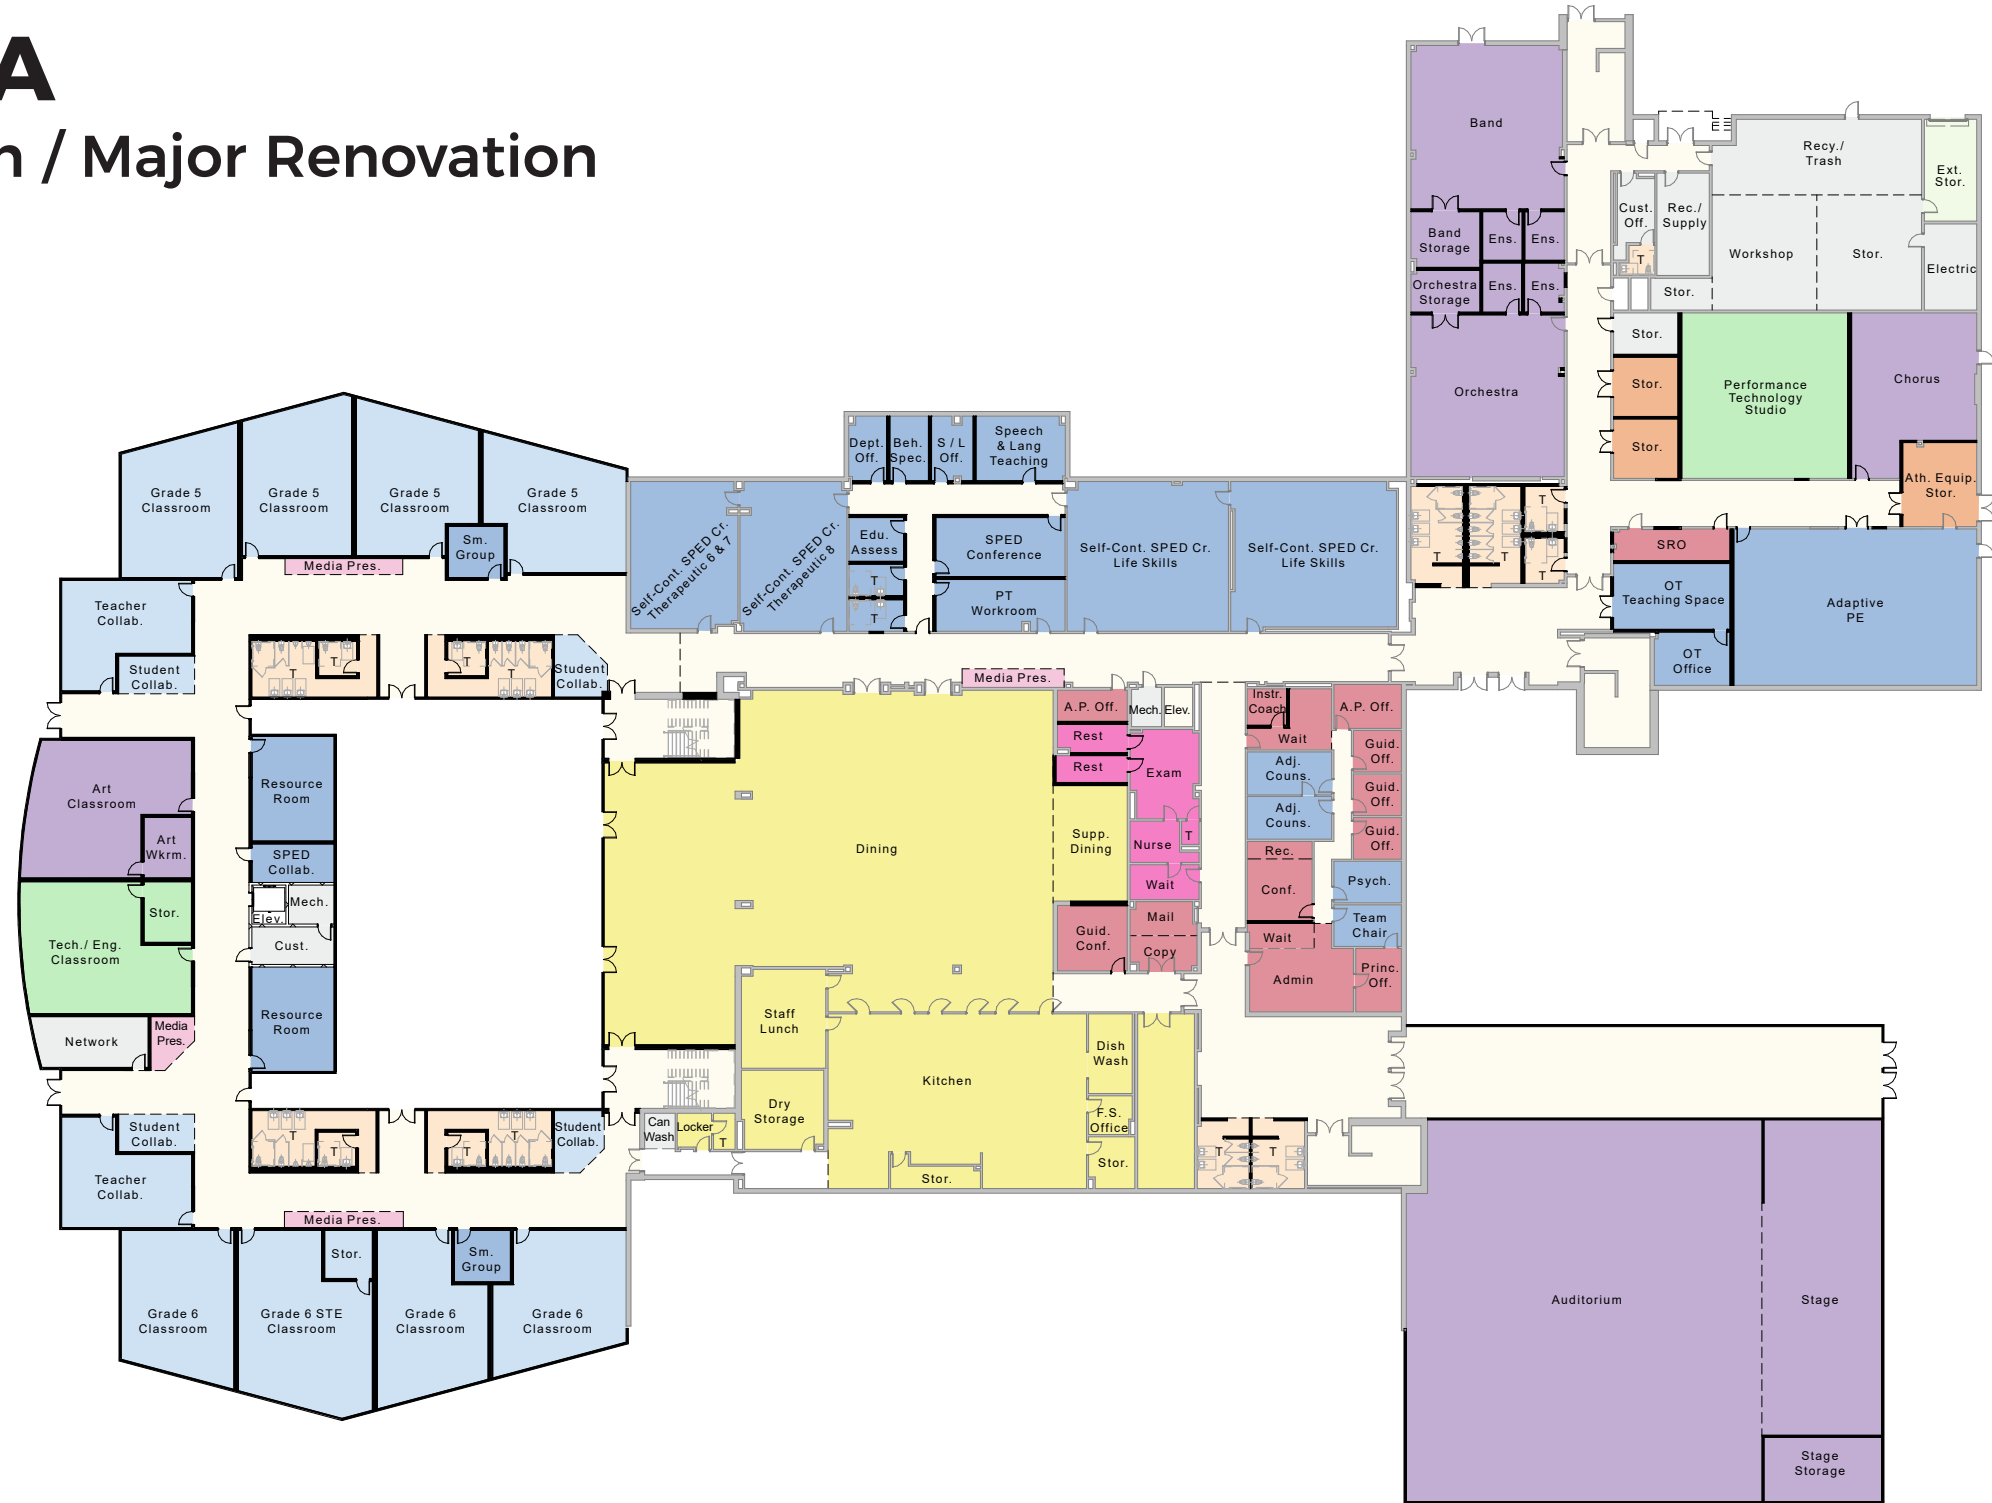 A
n / Major Renovation
Band
Recy./
Trash
Ext.
Stor.
Cust.
Off.
Rec./
Supply
Band
Storage
Ens.
Ens.
T
Workshop
Stor.
Electric
Orchestra
Storage
Ens.
Ens.
Stor.
Stor.
Stor.
Performance
Technology
Studio
Chorus
Orchestra
Stor.
Ath. Equip.
Stor.
Dept.
Off.
Beh.
Spec.
S / L
Off.
Speech
& Lang
Teaching
Grade 5
Classroom
Grade 5
Classroom
Grade 5
Classroom
Grade 5
Classroom
Sm.
Group
Media Pres.
Self-Cont. SPED Cr.
Therapeutic 6 & 7
Self-Cont. SPED Cr.
Therapeutic 8
Edu.
Assess
T
T
SPED
Conference
PT
Workroom
Self-Cont. SPED Cr.
Life Skills
Self-Cont. SPED Cr.
Life Skills
T
T
T
T
SRO
OT
Teaching Space
OT
Office
Adaptive
PE
Teacher
Collab.
Student
Collab.
T
T
T
T
Student
Collab.
Media Pres.
A.P. Off.
Mech.
Elev.
Instr.
Coach
A.P. Off.
Rest
Wait
Rest
Exam
Adj.
Couns.
Guid.
Off.
Guid.
Off.
Adj.
Couns.
Guid.
Off.
Art
Classroom
Art
Wkrm.
Resource
Room
SPED
Collab.
Elev.
Mech.
Cust.
Dining
Supp.
Dining
Nurse
T
Wait
Rec.
Conf.
Psych.
Team
Chair
Stor.
Tech./ Eng.
Classroom
Guid.
Conf.
Mail
Copy
Wait
Admin
Princ.
Off.
Resource
Room
Network
Media
Pres.
Staff
Lunch
Kitchen
Dish
Wash
Dry
Storage
F.S.
Office
Stor.
Stor.
Can
Wash
Locker
T
T
T
Student
Collab.
Teacher
Collab.
T
T
T
T
Student
Collab.
Media Pres.
Stor.
Sm.
Group
Grade 6
Classroom
Grade 6 STE
Classroom
Grade 6
Classroom
Grade 6
Classroom
Auditorium
Stage
Stage
Storage